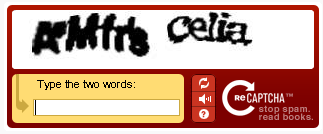 celia
Type the two words:
reCAPTCHA™
stop spam.
read books.